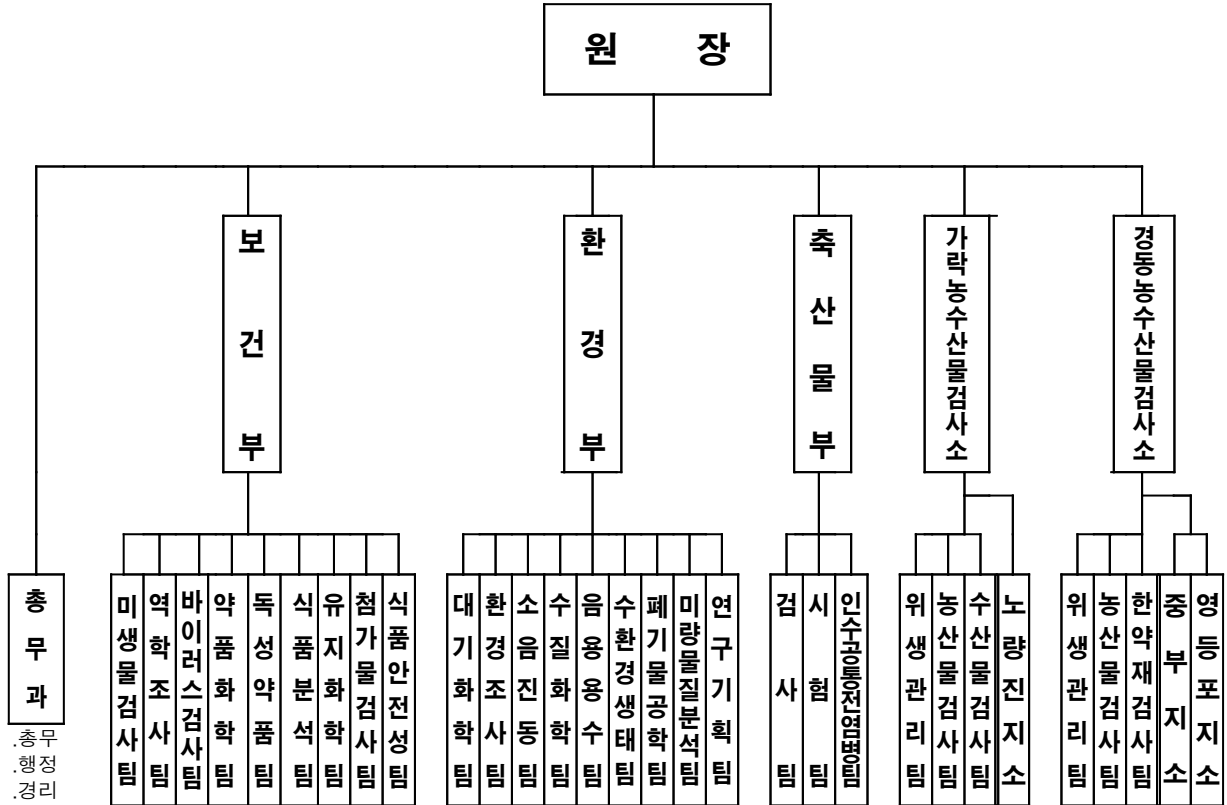 원 장
보건부
환경부
축산물부
가락농수산물검사소
경동농수산물검사소
총무과
.총무
.행정
.경리
미생물검사팀
역학조사팀
바이러스검사팀
약품화학팀
독성약품팀
식품분석팀
유지화학팀
첨가물검사팀
식품안전성팀
대기화학팀
환경조사팀
소음진동팀
수질화학팀
음용용수팀
수환경생태팀
폐기물공학팀
미량물질분석팀
연구기획팀
검사팀
시험팀
인수공통전염병팀
위생관리팀
농산물검사팀
수산물검사팀
노량진지소
위생관리팀
농산물검사팀
한약재검사팀
중부지소
영등포지소